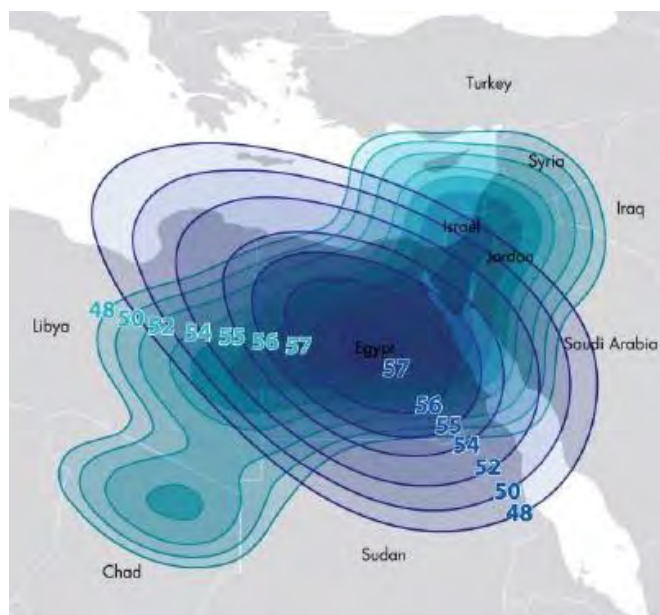 Turkey
Syria
Iraq
Israel
Jordan
48
50
52
54
55
56
57
Libya
Egypt
Saudi Arabia
57
56
55
54
52
50
48
Sudan
Chad